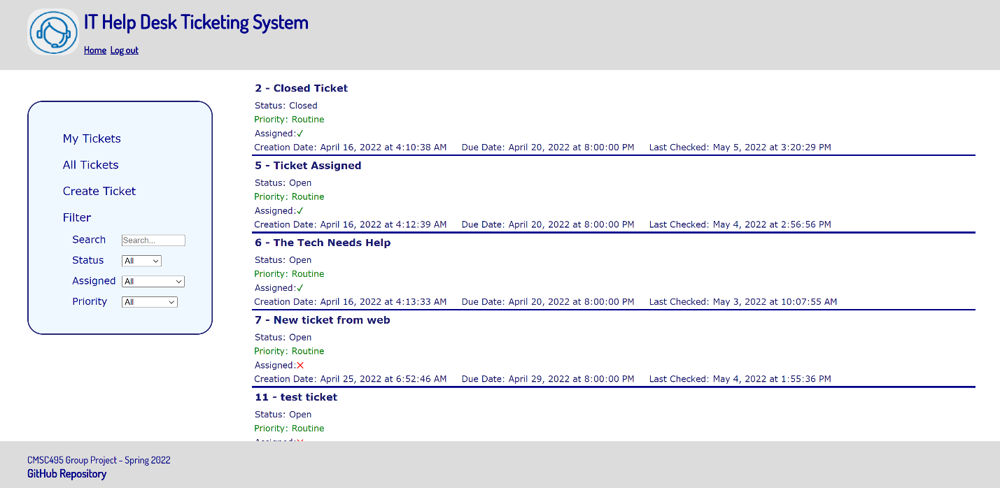 IT Help Desk Ticketing System
Home Log out
My Tickets
All Tickets
Create Ticket
Filter
Search Search...
Status All
Assigned All
Priority All
2 - Closed Ticket
Status: Closed
Priority: Routine
Assigned:✓
Creation Date: April 16, 2022 at 4:10:38 AM Due Date: April 20, 2022 at 8:00:00 PM Last Checked: May 5, 2022 at 3:20:29 PM
5 - Ticket Assigned
Status: Open
Priority: Routine
Assigned:✓
Creation Date: April 16, 2022 at 4:12:39 AM Due Date: April 20, 2022 at 8:00:00 PM Last Checked: May 4, 2022 at 2:56:56 PM
6 - The Tech Needs Help
Status: Open
Priority: Routine
Assigned:✓
Creation Date: April 16, 2022 at 4:13:33 AM Due Date: April 20, 2022 at 8:00:00 PM Last Checked: May 3, 2022 at 10:07:55 AM
7 - New ticket from web
Status: Open
Priority: Routine
Assigned:✗
Creation Date: April 25, 2022 at 6:52:46 AM Due Date: April 29, 2022 at 8:00:00 PM Last Checked: May 4, 2022 at 1:55:36 PM
11 - test ticket
Status: Open
Priority: Routine
Assigned:✗
CMSC495 Group Project - Spring 2022
GitHub Repository